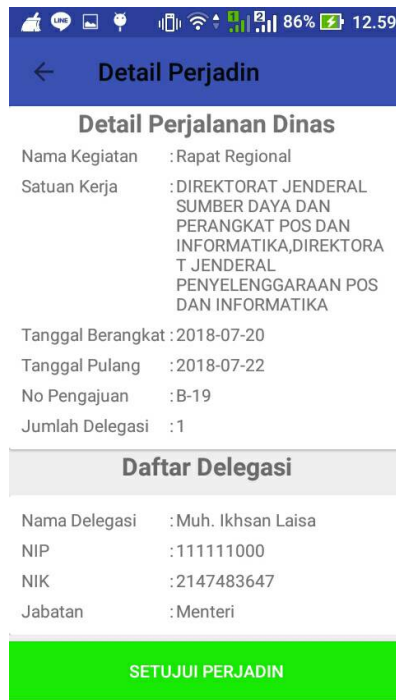 LINE 1 2 86% 12.59
Detail Perjadin
Detail Perjalanan Dinas
Nama Kegiatan :Rapat Regional
Satuan Kerja :DIREKTORAT JENDERAL
SUMBER DAYA DAN
PERANGKAT POS DAN
INFORMATIKA,DIREKTORA
T JENDERAL
PENYELENGGARAAN POS
DAN INFORMATIKA
Tanggal Berangkat :2018-07-20
Tanggal Pulang :2018-07-22
No Pengajuan :B-19
Jumlah Delegasi :1
Daftar Delegasi
Nama Delegasi :Muh. Ikhsan Laisa
NIP :111111000
NIK :2147483647
Jabatan :Menteri
SETUJUI PERJADIN